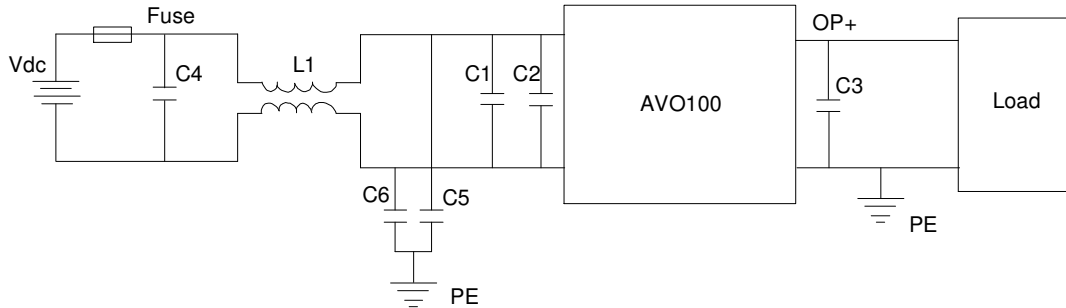 Fuse
Vdc
C4
L1
C1
C2
AVO100
OP+
C3
Load
C6
C5
PE
PE